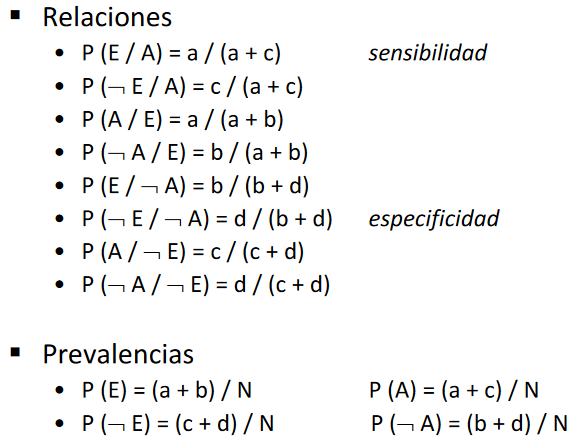 ▪ Relaciones
• P (E / A) = a / (a + c) sensibilidad
• P (¬ E / A) = c / (a + c)
• P (A / E) = a / (a + b)
• P (¬ A / E) = b / (a + b)
• P (E / ¬ A) = b / (b + d)
• P (¬ E / ¬ A) = d / (b + d) especificidad
• P (A / ¬ E) = c / (c + d)
• P (¬ A / ¬ E) = d / (c + d)
▪ Prevalencias
• P (E) = (a + b) / N P (A) = (a + c) / N
• P (¬ E) = (c + d) / N P (¬ A) = (b + d) / N